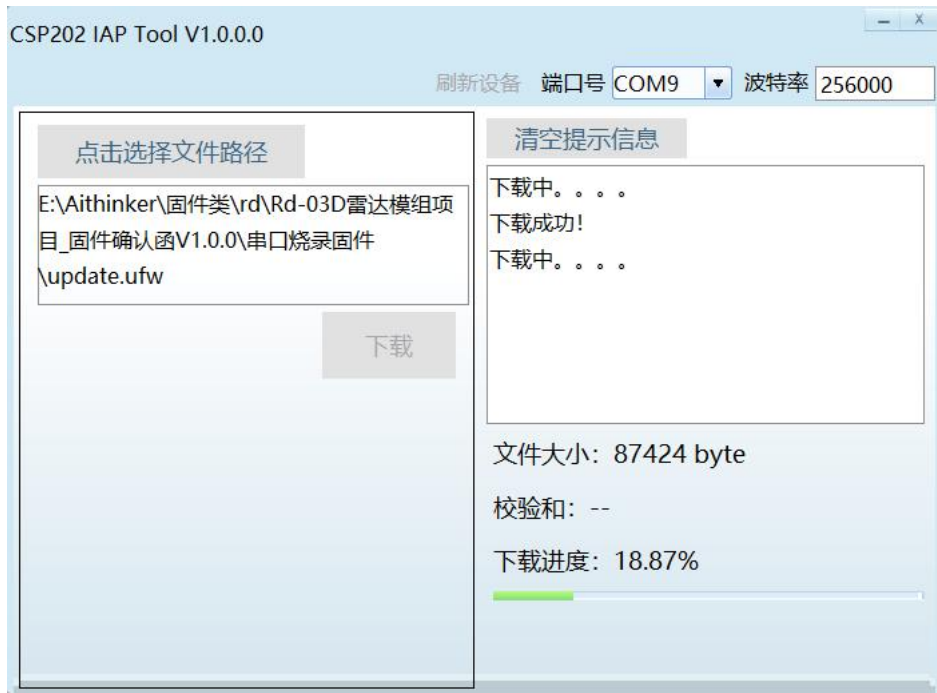 CSP202 IAP Tool V1.0.0.0
刷新设备 端口号 COM9 波特率 256000
点击选择文件路径
E:\Aithinker\固件类\rd\Rd-03D雷达模组项
目_固件确认函V1.0.0\串口烧录固件
\update.ufw
下载
清空提示信息
下载中。。。。
下载成功!
下载中。。。。
文件大小：87424 byte
校验和：--
下载进度：18.87%